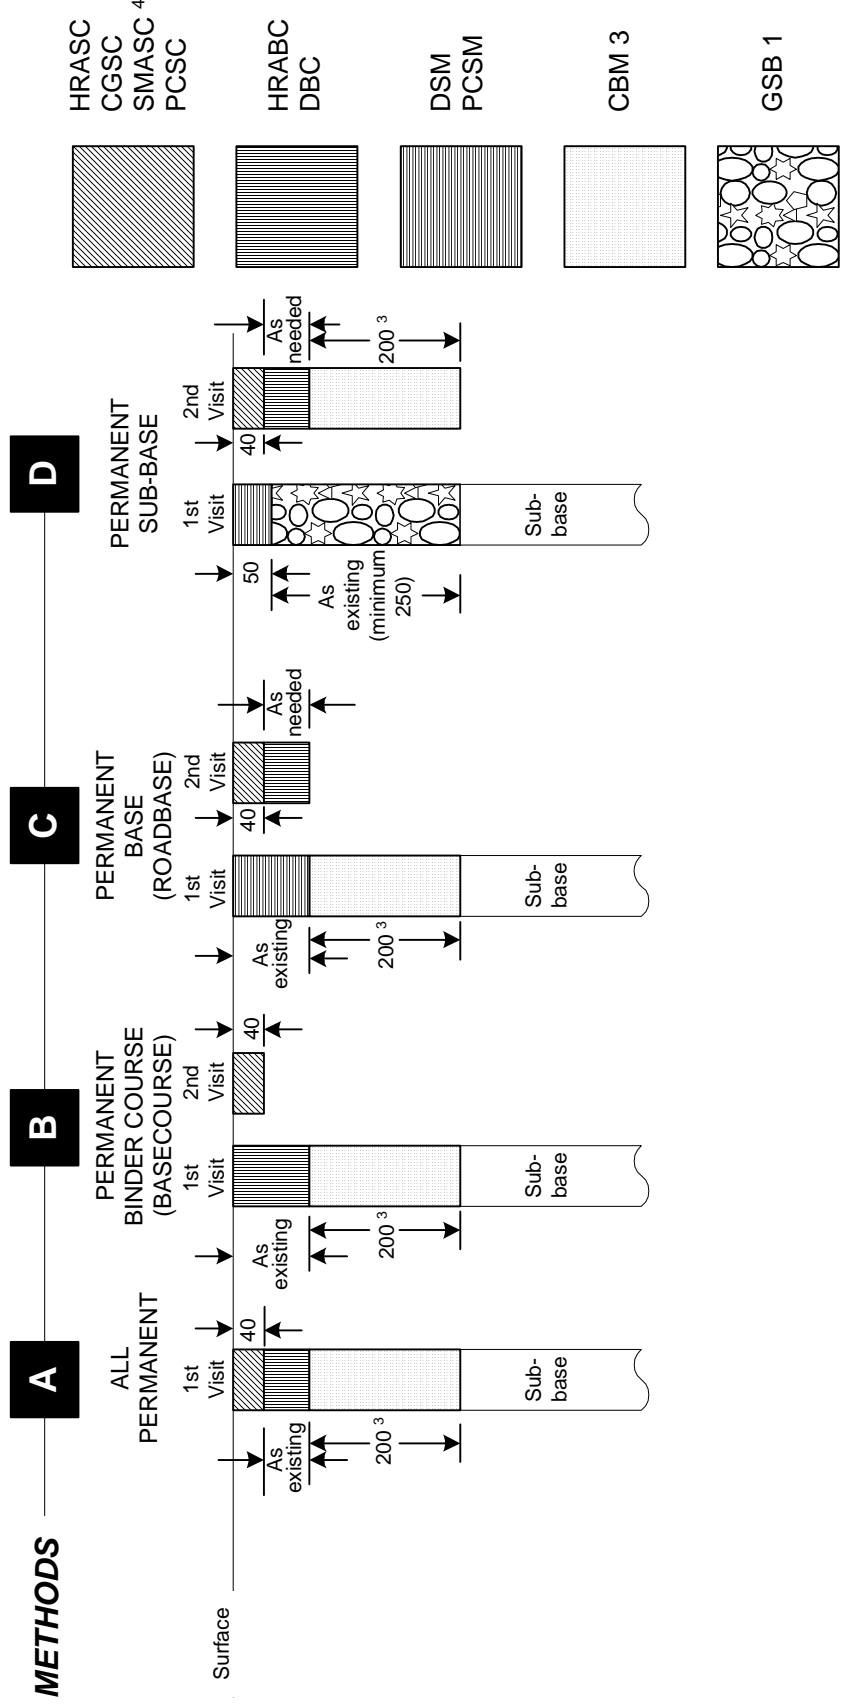 METHODS
A
ALL
PERMANENT
1st
Visit
40
As
existing
200 3
Sub-
base
B
PERMANENT
BINDER COURSE
(BASECOURSE)
1st
Visit
2nd
Visit
As
existing
40
200 3
Sub-
base
C
PERMANENT
BASE
(ROADBASE)
1st
Visit
2nd
Visit
As
existing
40
As
needed
200 3
Sub-
base
D
PERMANENT
SUB-BASE
1st
Visit
2nd
Visit
50
As
existing
(minimum
250)
40
As
needed
200 3
Sub-
base
Surface
HRASC
CGSC
SMASC 4
PCSC
HRABC
DBC
DSM
PCSM
CBM 3
GSB 1